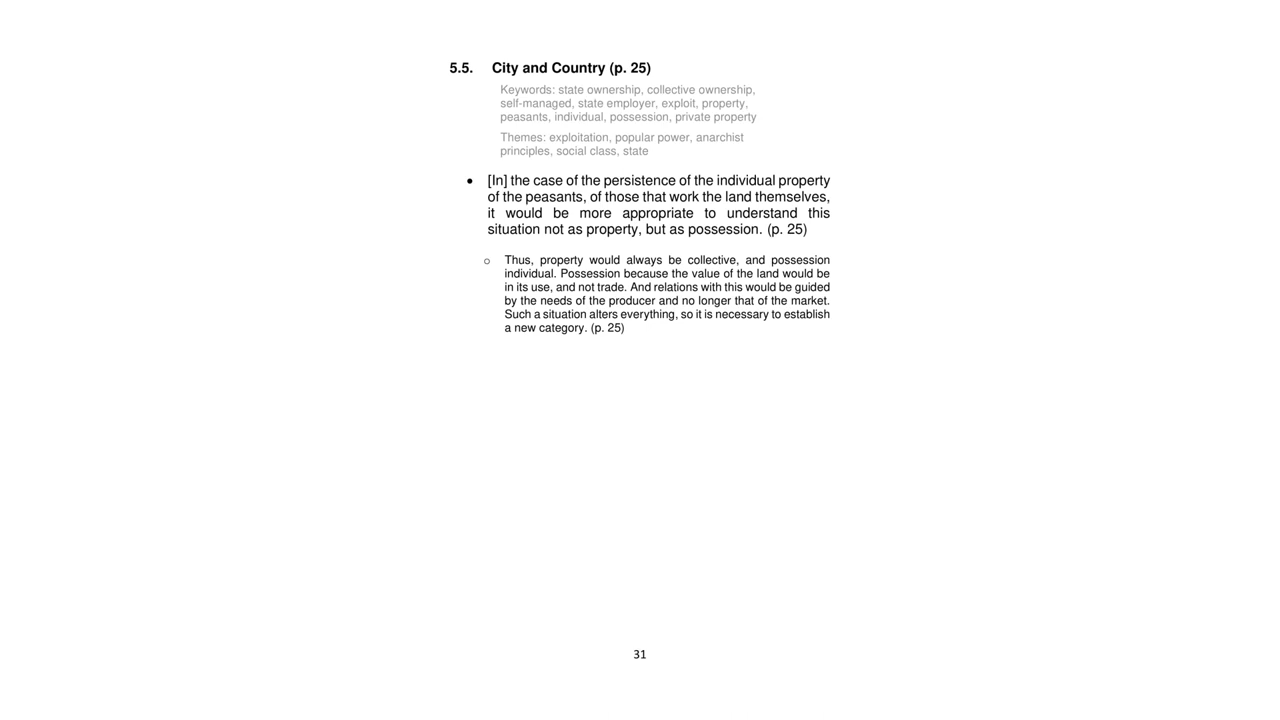 5.5. City and Country (p. 25)
Keywords: state ownership, collective ownership,
self-managed, state employer, exploit, property,
peasants, individual, possession, private property
Themes: exploitation, popular power, anarchist
principles, social class, state
• [In] the case of the persistence of the individual property
of the peasants, of those that work the land themselves,
it would be more appropriate to understand this
situation not as property, but as possession. (p. 25)
o Thus, property would always be collective, and possession
individual. Possession because the value of the land would be
in its use, and not trade. And relations with this would be guided
by the needs of the producer and no longer that of the market.
Such a situation alters everything, so it is necessary to establish
a new category. (p. 25)
31